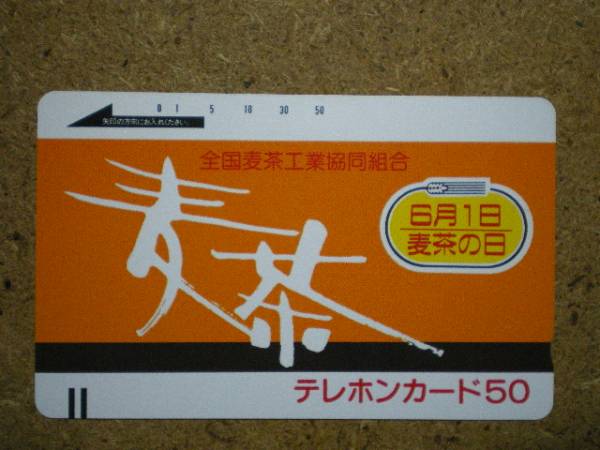 0 1 5 10 30 50
矢印の方向にお入れください。
全国麦茶工業協同組合
麦茶
6月1日
麦茶の日
テレホンカード50